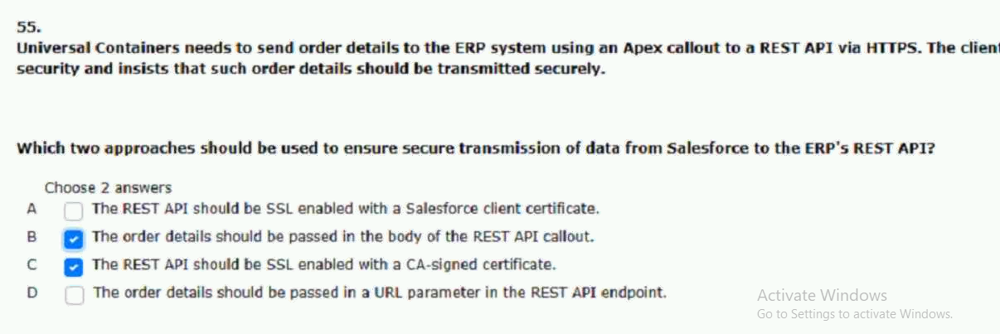 55.
Universal Containers needs to send order details to the ERP system using an Apex callout to a REST API via HTTPS. The client
security and insists that such order details should be transmitted securely.
Which two approaches should be used to ensure secure transmission of data from Salesforce to the ERP's REST API?
Choose 2 answers
A The REST API should be SSL enabled with a Salesforce client certificate.
B The order details should be passed in the body of the REST API callout.
C The REST API should be SSL enabled with a CA-signed certificate.
D The order details should be passed in a URL parameter in the REST API endpoint.
Activate Windows
Go to Settings to activate Windows.